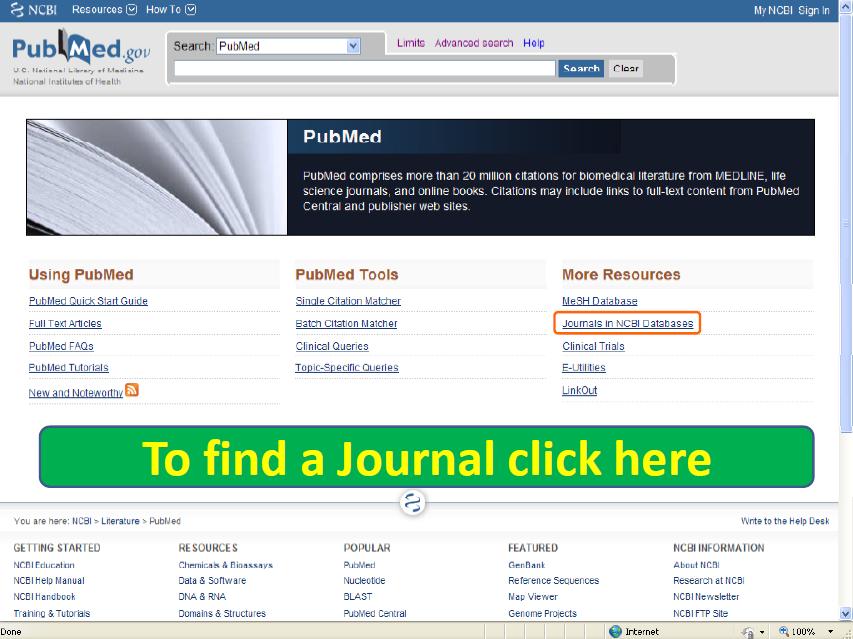 NCBI Resources How To My NCBI Sign In
PubMed.gov
U.S. National Library of Medicine
National Institutes of Health
Search: PubMed
Limits Advanced search Help
Search Clear
PubMed
PubMed comprises more than 20 million citations for biomedical literature from MEDLINE, life
science journals, and online books. Citations may include links to full-text content from PubMed
Central and publisher web sites.
Using PubMed
PubMed Quick Start Guide
Full Text Articles
PubMed FAQs
PubMed Tutorials
New and Noteworthy
PubMed Tools
Single Citation Matcher
Batch Citation Matcher
Clinical Queries
Topic-Specific Queries
More Resources
MeSH Database
Journals in NCBI Databases
Clinical Trials
E-Utilities
LinkOut
To find a Journal click here
You are here: NCBI > Literature > PubMed
Write to the Help Desk
GETTING STARTED
NCBI Education
NCBI Help Manual
NCBI Handbook
Training & Tutorials
RESOURCES
Chemicals & Bioassays
Data & Software
DNA & RNA
Domains & Structures
POPULAR
PubMed
Nucleotide
BLAST
PubMed Central
FEATURED
GenBank
Reference Sequences
Map Viewer
Genome Projects
NCBI INFORMATION
About NCBI
Research at NCBI
NCBI Newsletter
NCBI FTP Site
Done Internet 100%